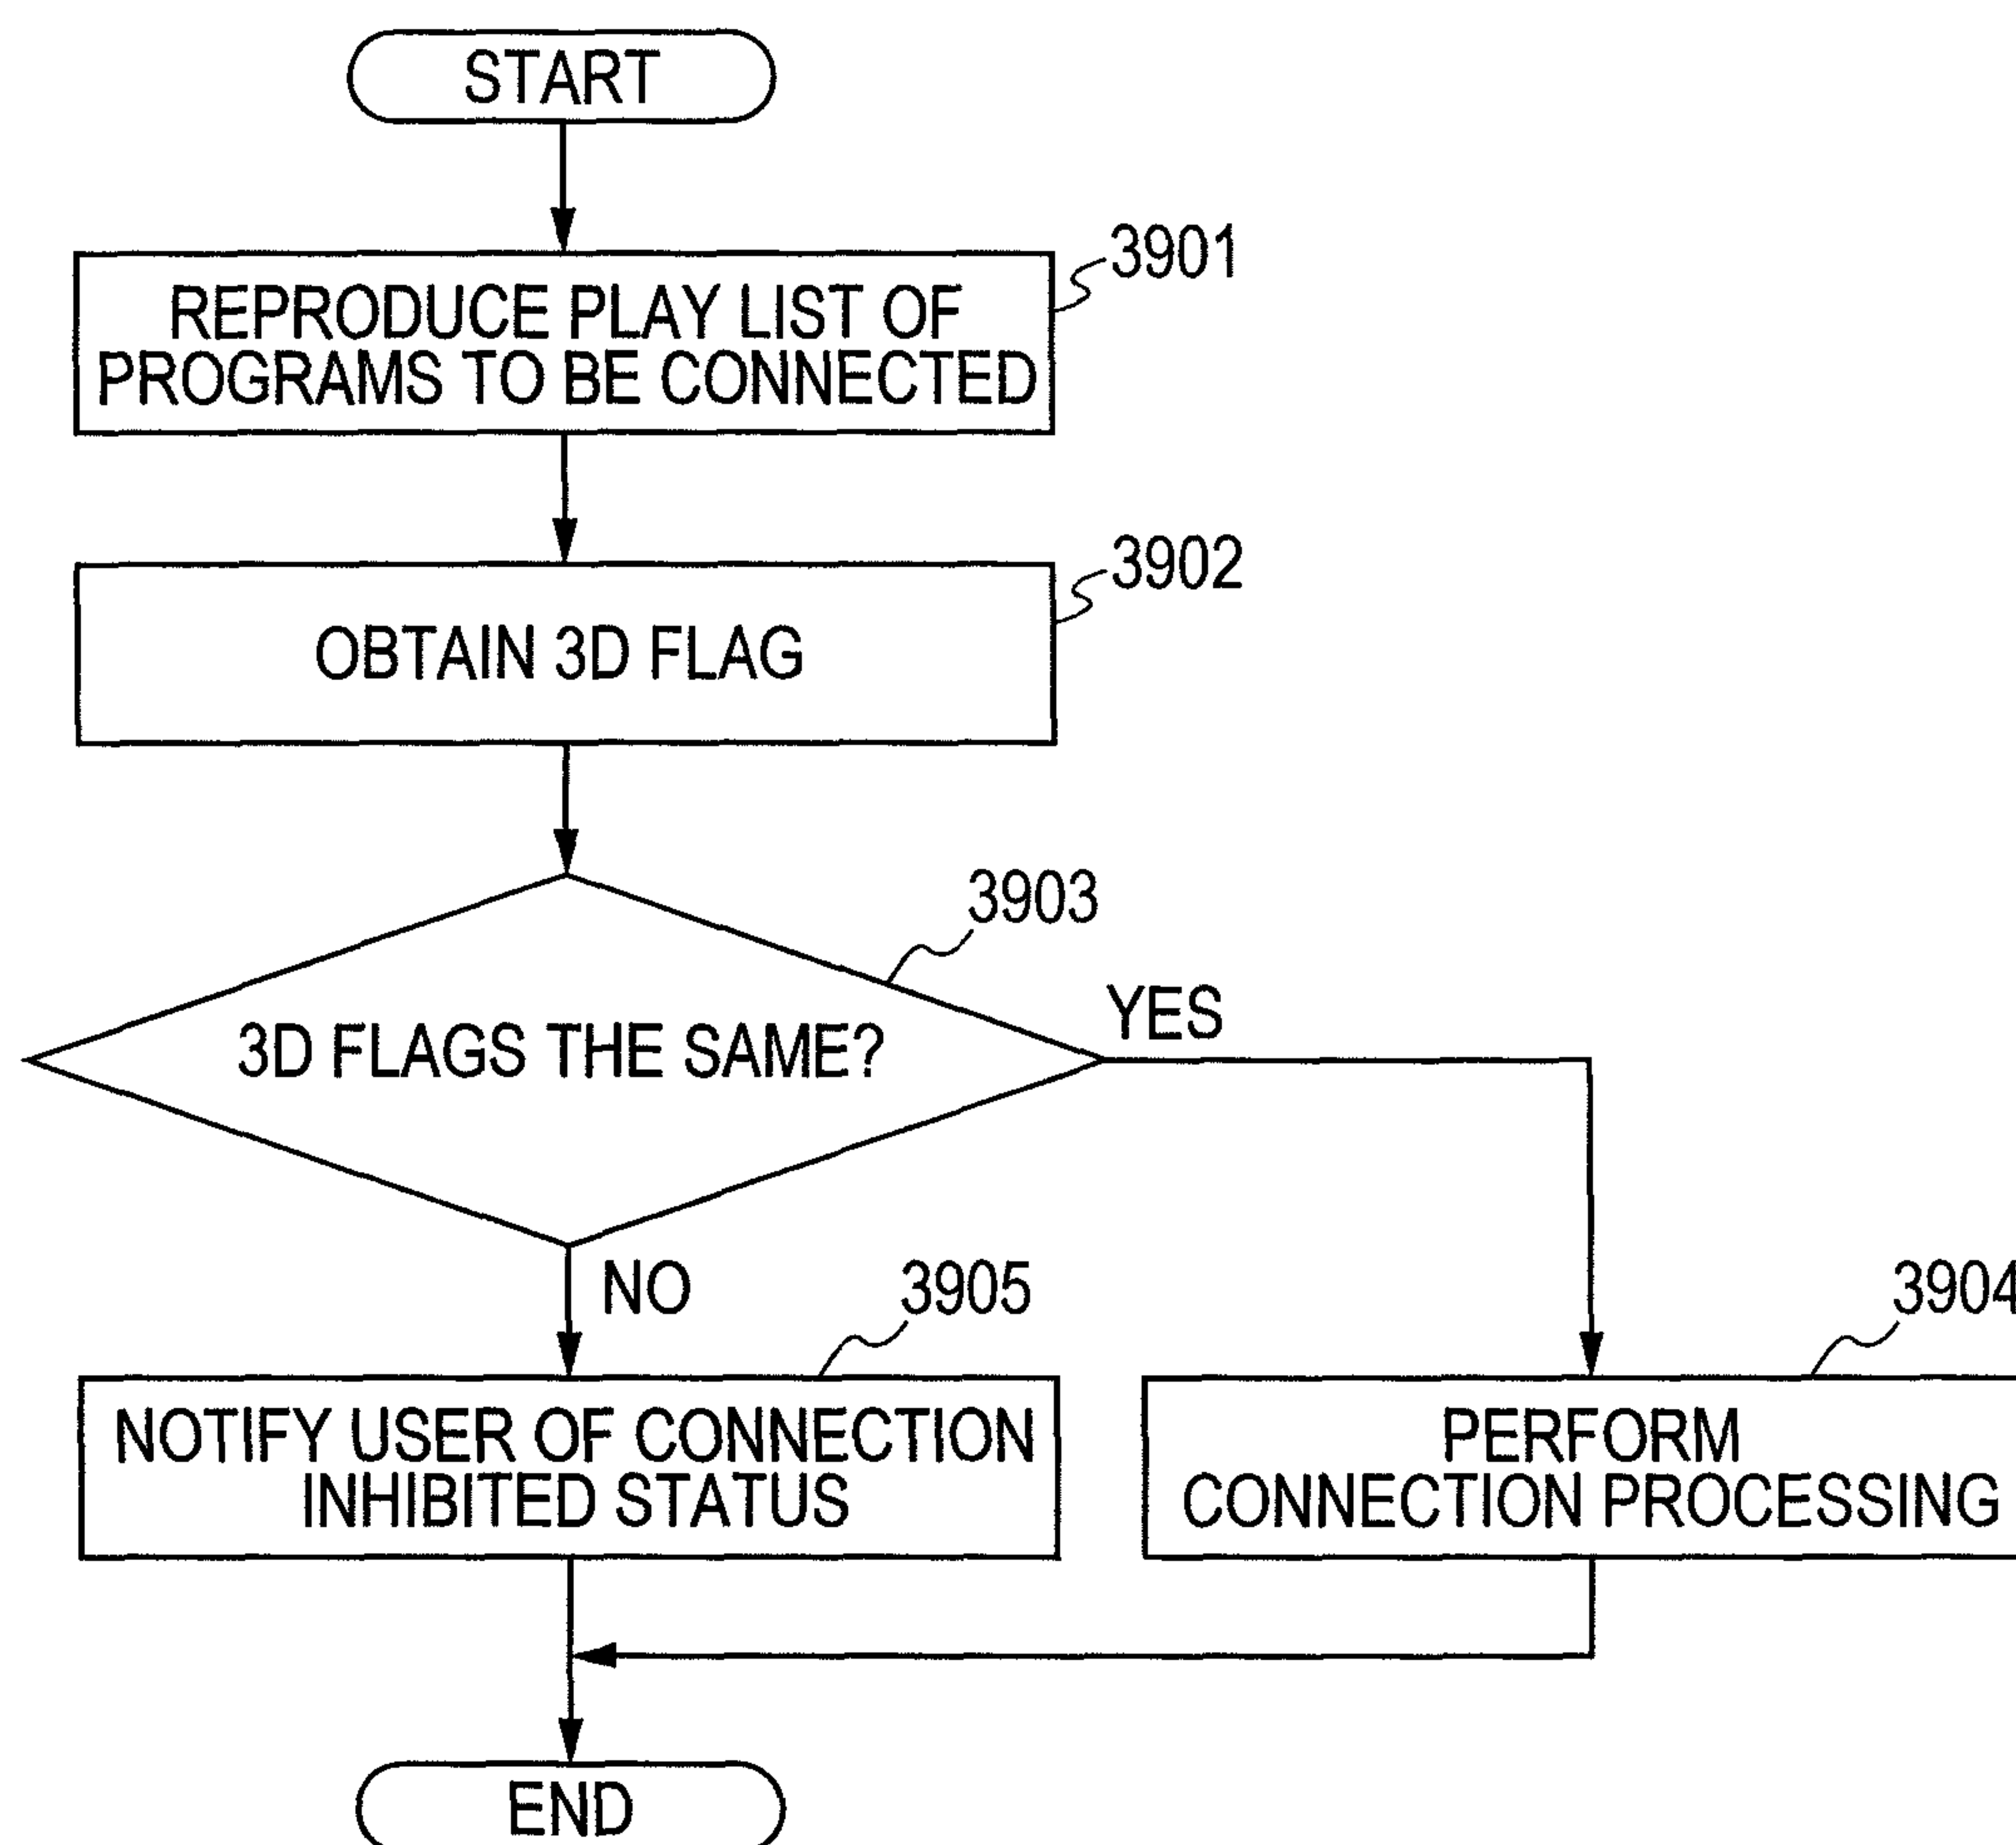 START
3901
REPRODUCE PLAY LIST OF
PROGRAMS TO BE CONNECTED
3902
OBTAIN 3D FLAG
3903
3D FLAGS THE SAME?
YES
NO
3905
3904
NOTIFY USER OF CONNECTION
INHIBITED STATUS
PERFORM
CONNECTION PROCESSING
END